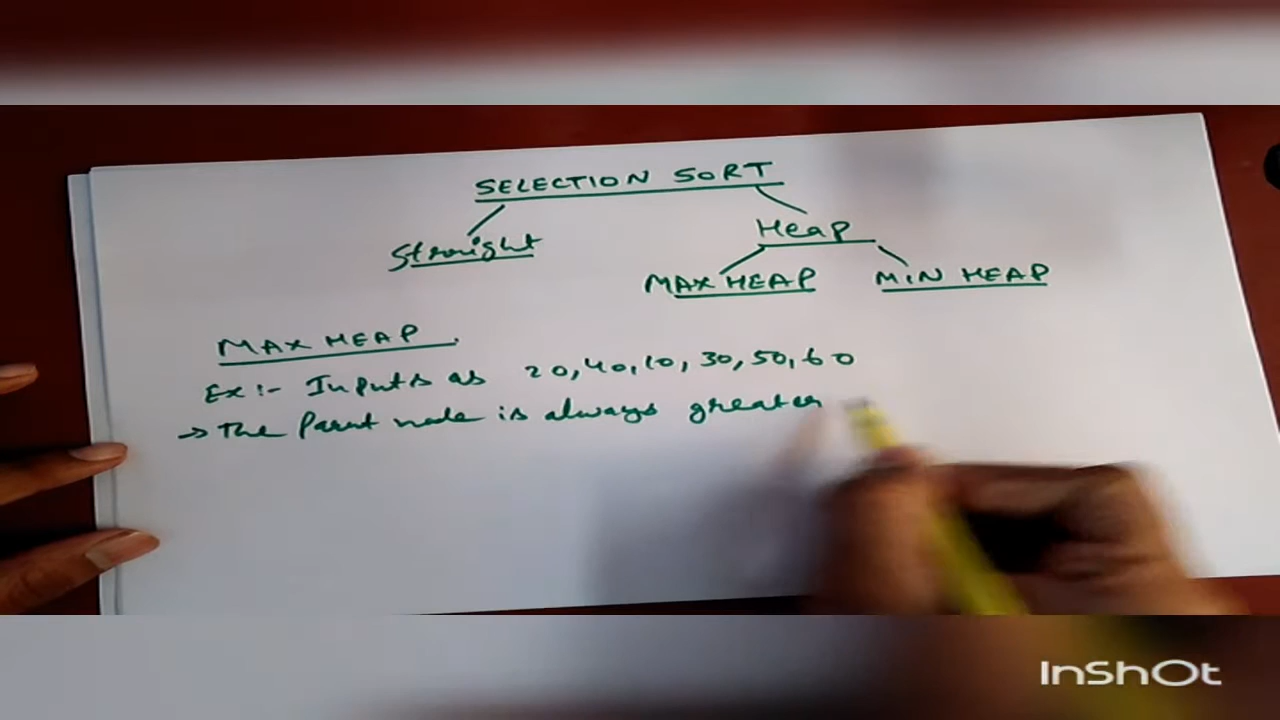 SELECTION SORT
Straight
Heap
MAX HEAP
MIN HEAP
MAX HEAP.
Ex:- Inputs as 20, 40, 10, 30, 50, 60
→ The Parent node is always greater
InShOt